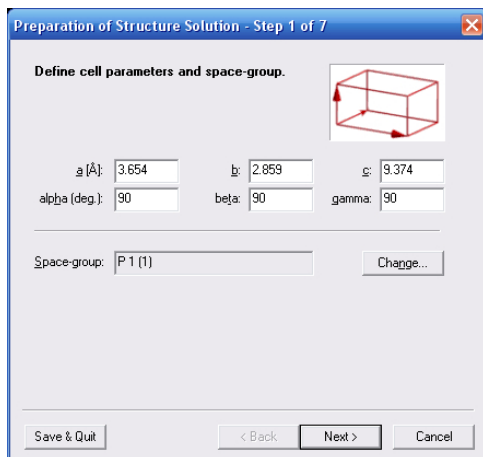 Preparation of Structure Solution - Step 1 of 7
Define cell parameters and space-group.
a [Å]: 3.654 b: 2.859 c: 9.374
alpha (deg.): 90 beta: 90 gamma: 90
Space-group: P 1 (1) Change...
Save & Quit < Back Next > Cancel